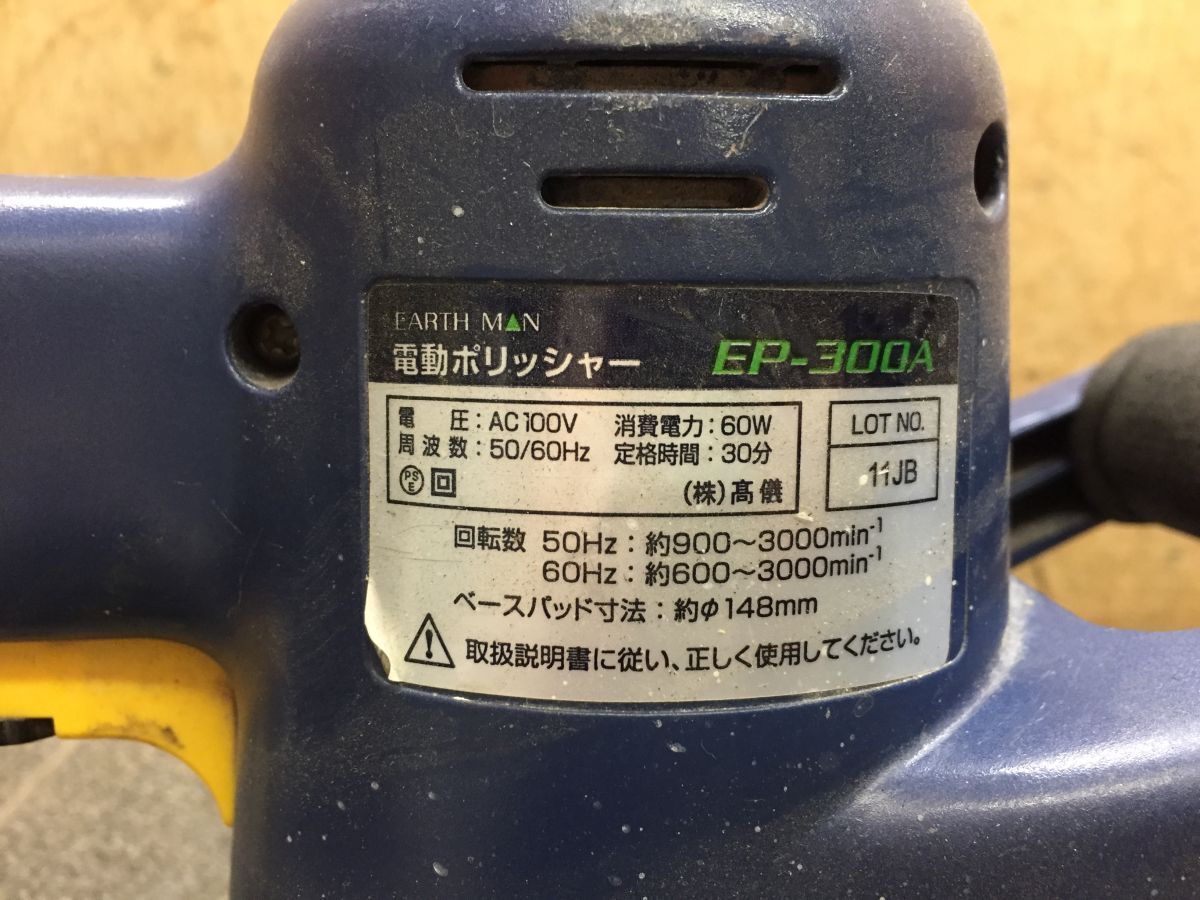 EARTH MAN
電動ポリッシャー EP-300A
電圧：AC100V 消費電力：60W
周波数：50/60Hz 定格時間：30分
PSE (株)髙儀
LOT NO.
11JB
回転数 50Hz：約900～3000min-1
60Hz：約600～3000min-1
ベースパッド寸法：約φ148mm
取扱説明書に従い、正しく使用してください。